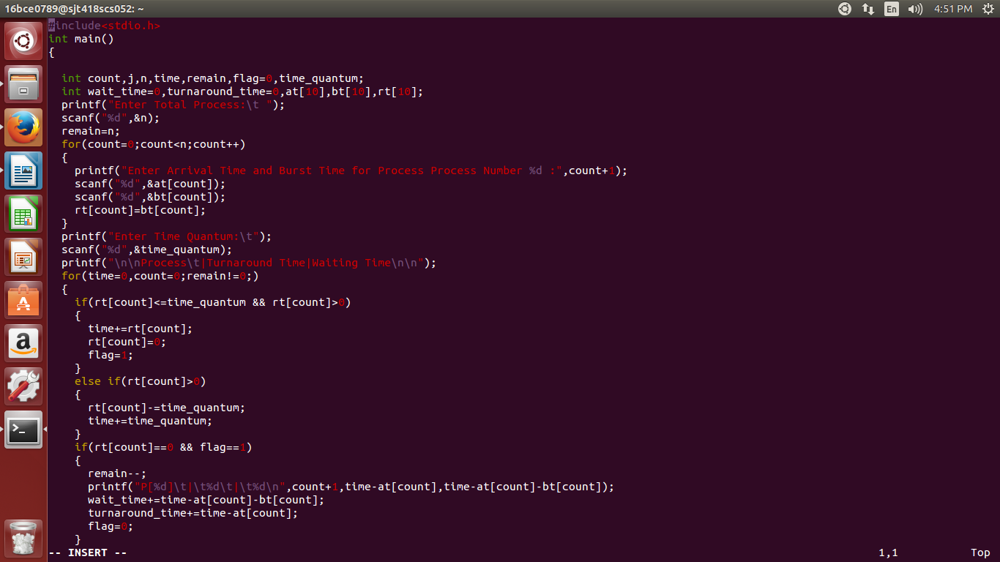 16bce0789@sjt418scs052: ~
En
4:51 PM
#include<stdio.h>
int main()
{
  int count,j,n,time,remain,flag=0,time_quantum;
  int wait_time=0,turnaround_time=0,at[10],bt[10],rt[10];
  printf("Enter Total Process:\t ");
  scanf("%d",&n);
  remain=n;
  for(count=0;count<n;count++)
  {
    printf("Enter Arrival Time and Burst Time for Process Process Number %d :",count+1);
    scanf("%d",&at[count]);
    scanf("%d",&bt[count]);
    rt[count]=bt[count];
  }
  printf("Enter Time Quantum:\t");
  scanf("%d",&time_quantum);
  printf("\n\nProcess\t|Turnaround Time|Waiting Time\n\n");
  for(time=0,count=0;remain!=0;)
  {
    if(rt[count]<=time_quantum && rt[count]>0)
    {
      time+=rt[count];
      rt[count]=0;
      flag=1;
    }
    else if(rt[count]>0)
    {
      rt[count]-=time_quantum;
      time+=time_quantum;
    }
    if(rt[count]==0 && flag==1)
    {
      remain--;
      printf("P[%d]\t|\t%d\t|\t%d\n",count+1,time-at[count],time-at[count]-bt[count]);
      wait_time+=time-at[count]-bt[count];
      turnaround_time+=time-at[count];
      flag=0;
    }
-- INSERT --
1,1
Top